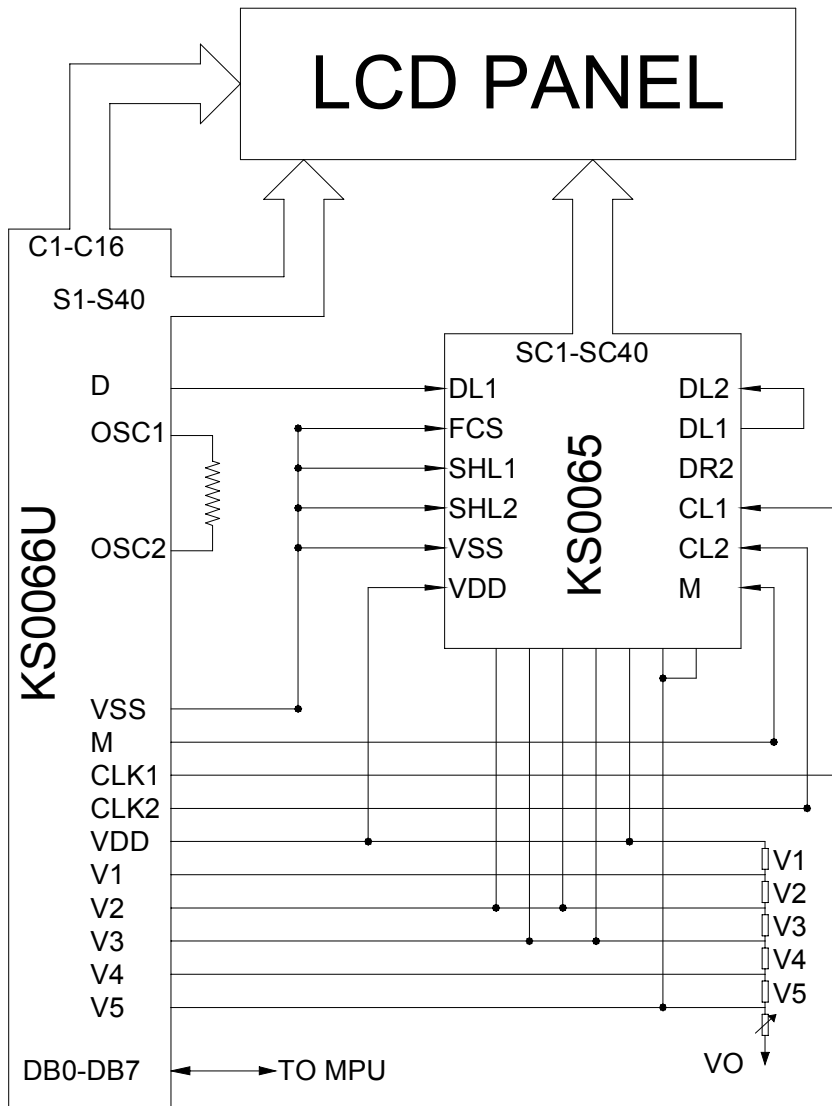 LCD PANEL
C1-C16
S1-S40
SC1-SC40
D
OSC1
OSC2
KS0066U
VSS
M
CLK1
CLK2
VDD
V1
V2
V3
V4
V5
DB0-DB7
TO MPU
DL1
FCS
SHL1
SHL2
VSS
VDD
KS0065
DL2
DL1
DR2
CL1
CL2
M
V1
V2
V3
V4
V5
VO